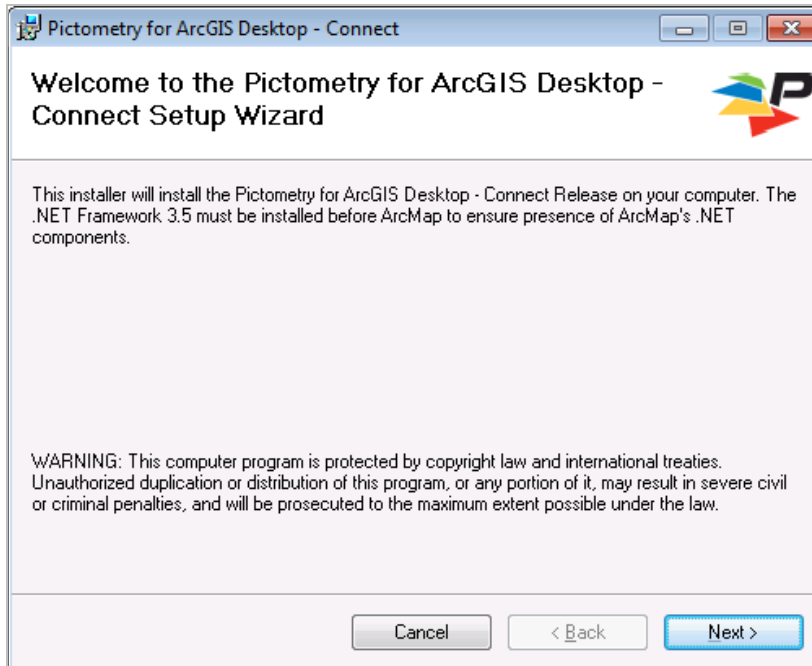 Pictometry for ArcGIS Desktop - Connect
Welcome to the Pictometry for ArcGIS Desktop -
Connect Setup Wizard
P
This installer will install the Pictometry for ArcGIS Desktop - Connect Release on your computer. The
.NET Framework 3.5 must be installed before ArcMap to ensure presence of ArcMap's .NET
components.
WARNING: This computer program is protected by copyright law and international treaties.
Unauthorized duplication or distribution of this program, or any portion of it, may result in severe civil
or criminal penalties, and will be prosecuted to the maximum extent possible under the law.
Cancel
< Back
Next >